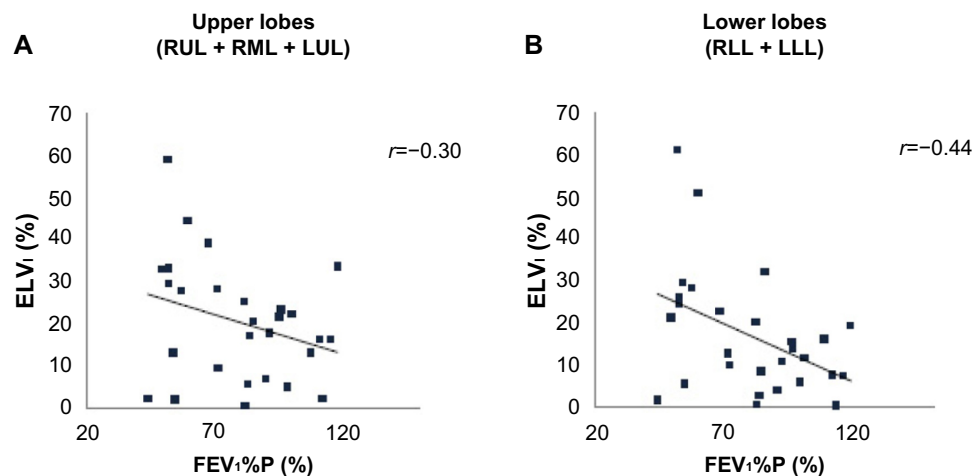 A
Upper lobes
(RUL + RML + LUL)
r=−0.30
ELVI (%)
70
60
50
40
30
20
10
0
20
70
120
FEV1%P (%)
B
Lower lobes
(RLL + LLL)
r=−0.44
ELVI (%)
70
60
50
40
30
20
10
0
20
70
120
FEV1%P (%)